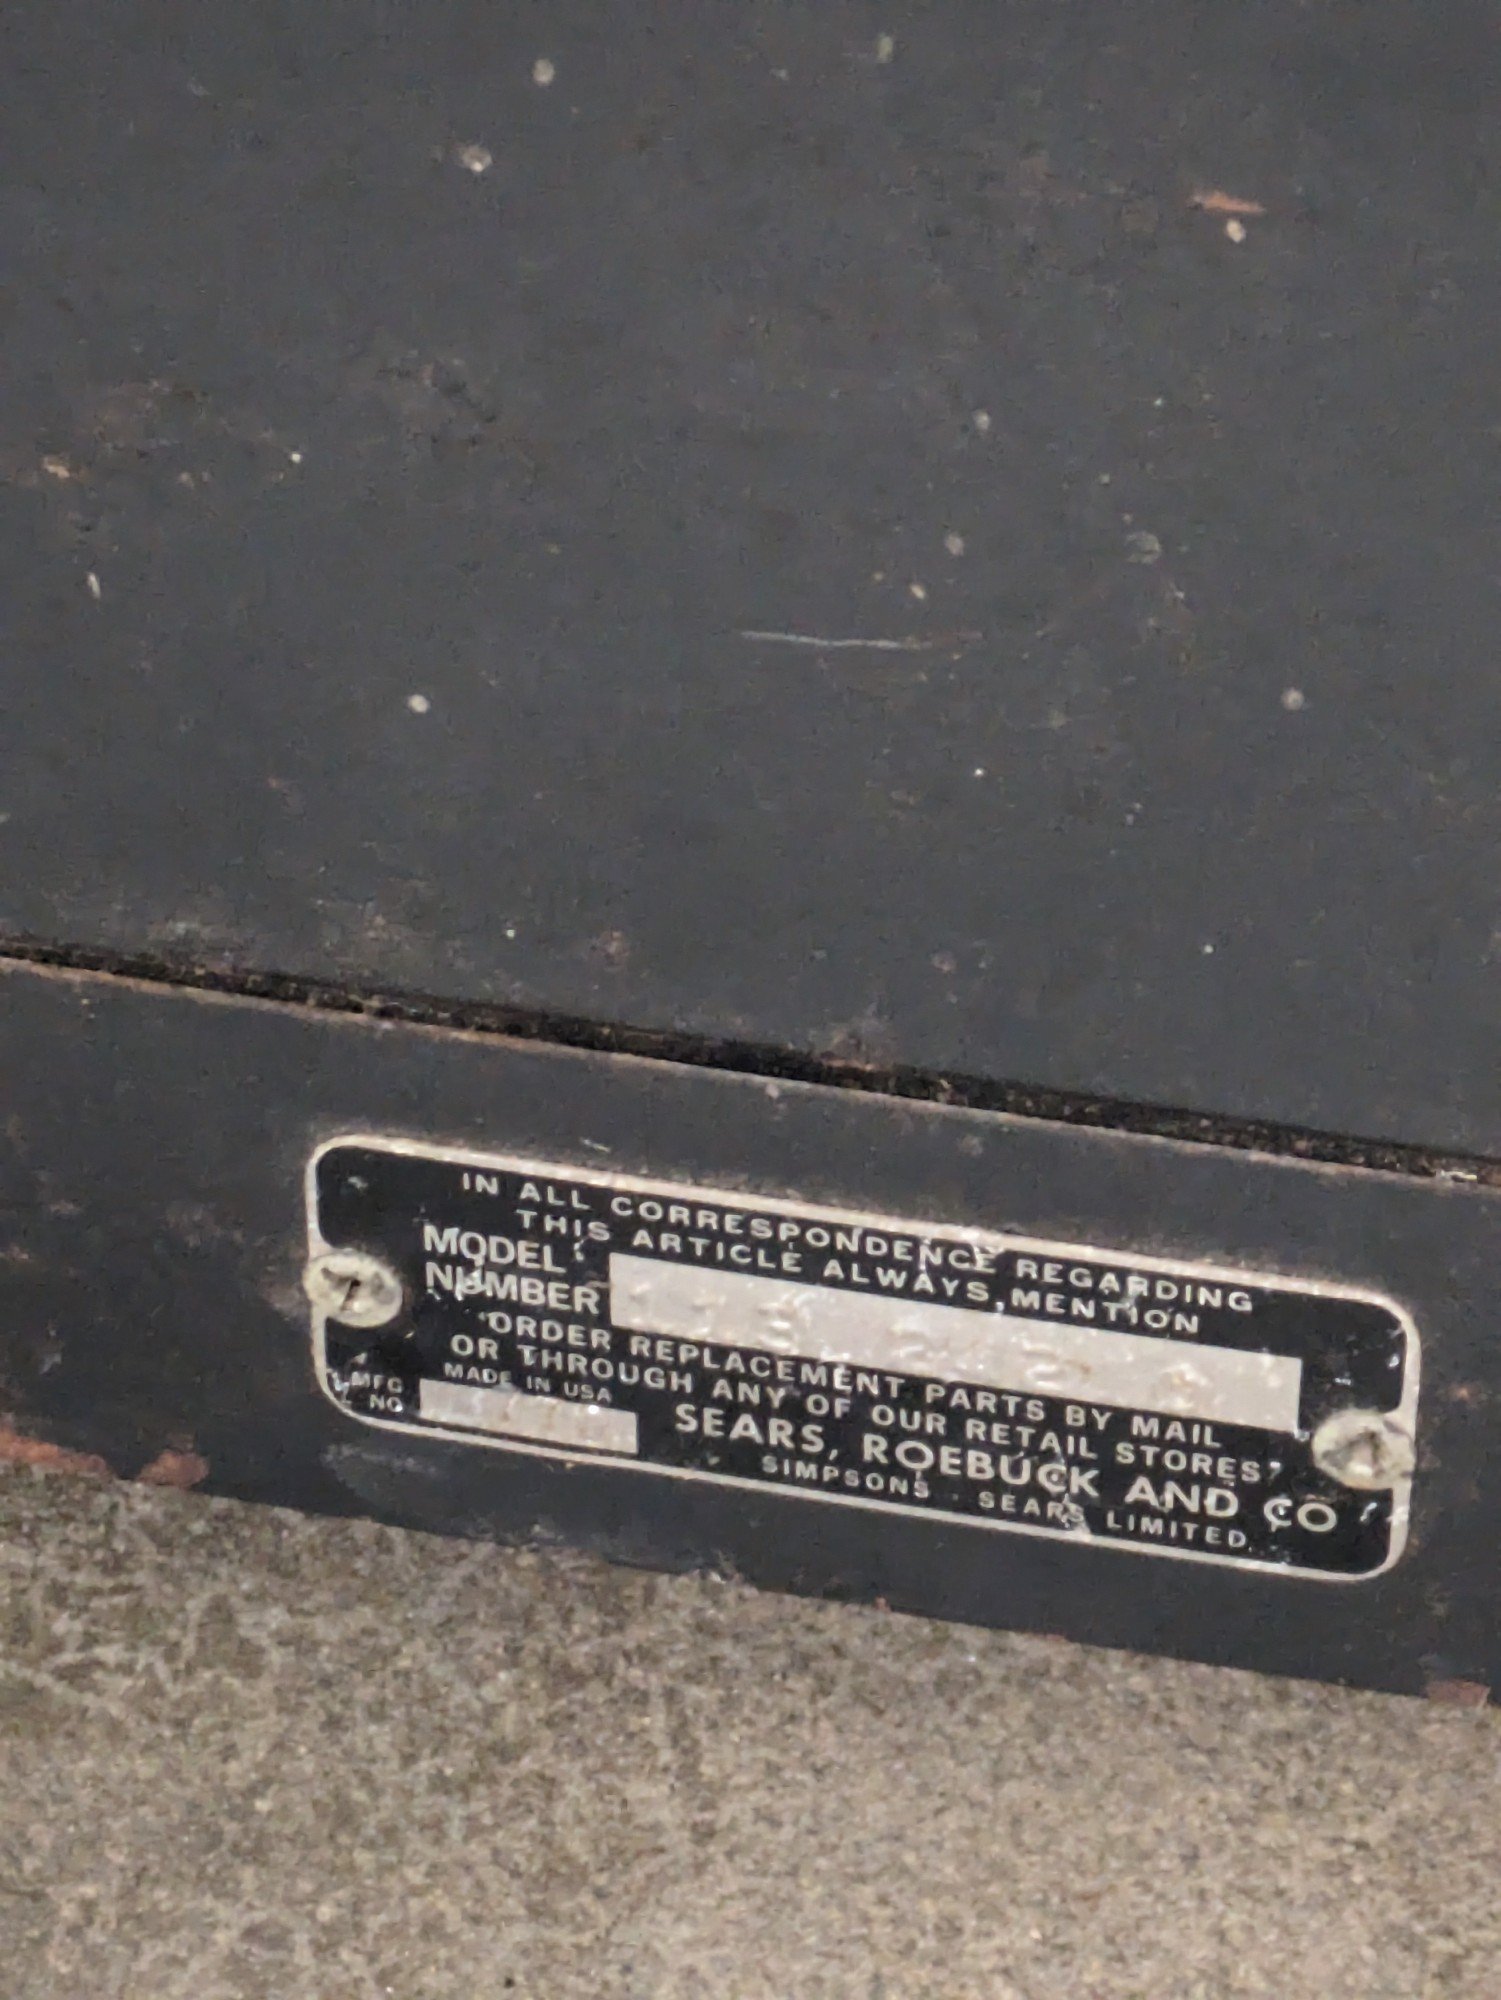 IN ALL CORRESPONDENCE REGARDING
THIS ARTICLE ALWAYS MENTION
MODEL
NUMBER
ORDER REPLACEMENT PARTS BY MAIL
OR THROUGH ANY OF OUR RETAIL STORES
MADE IN USA
MFG
NO
SEARS, ROEBUCK AND CO
SIMPSONS - SEARS LIMITED